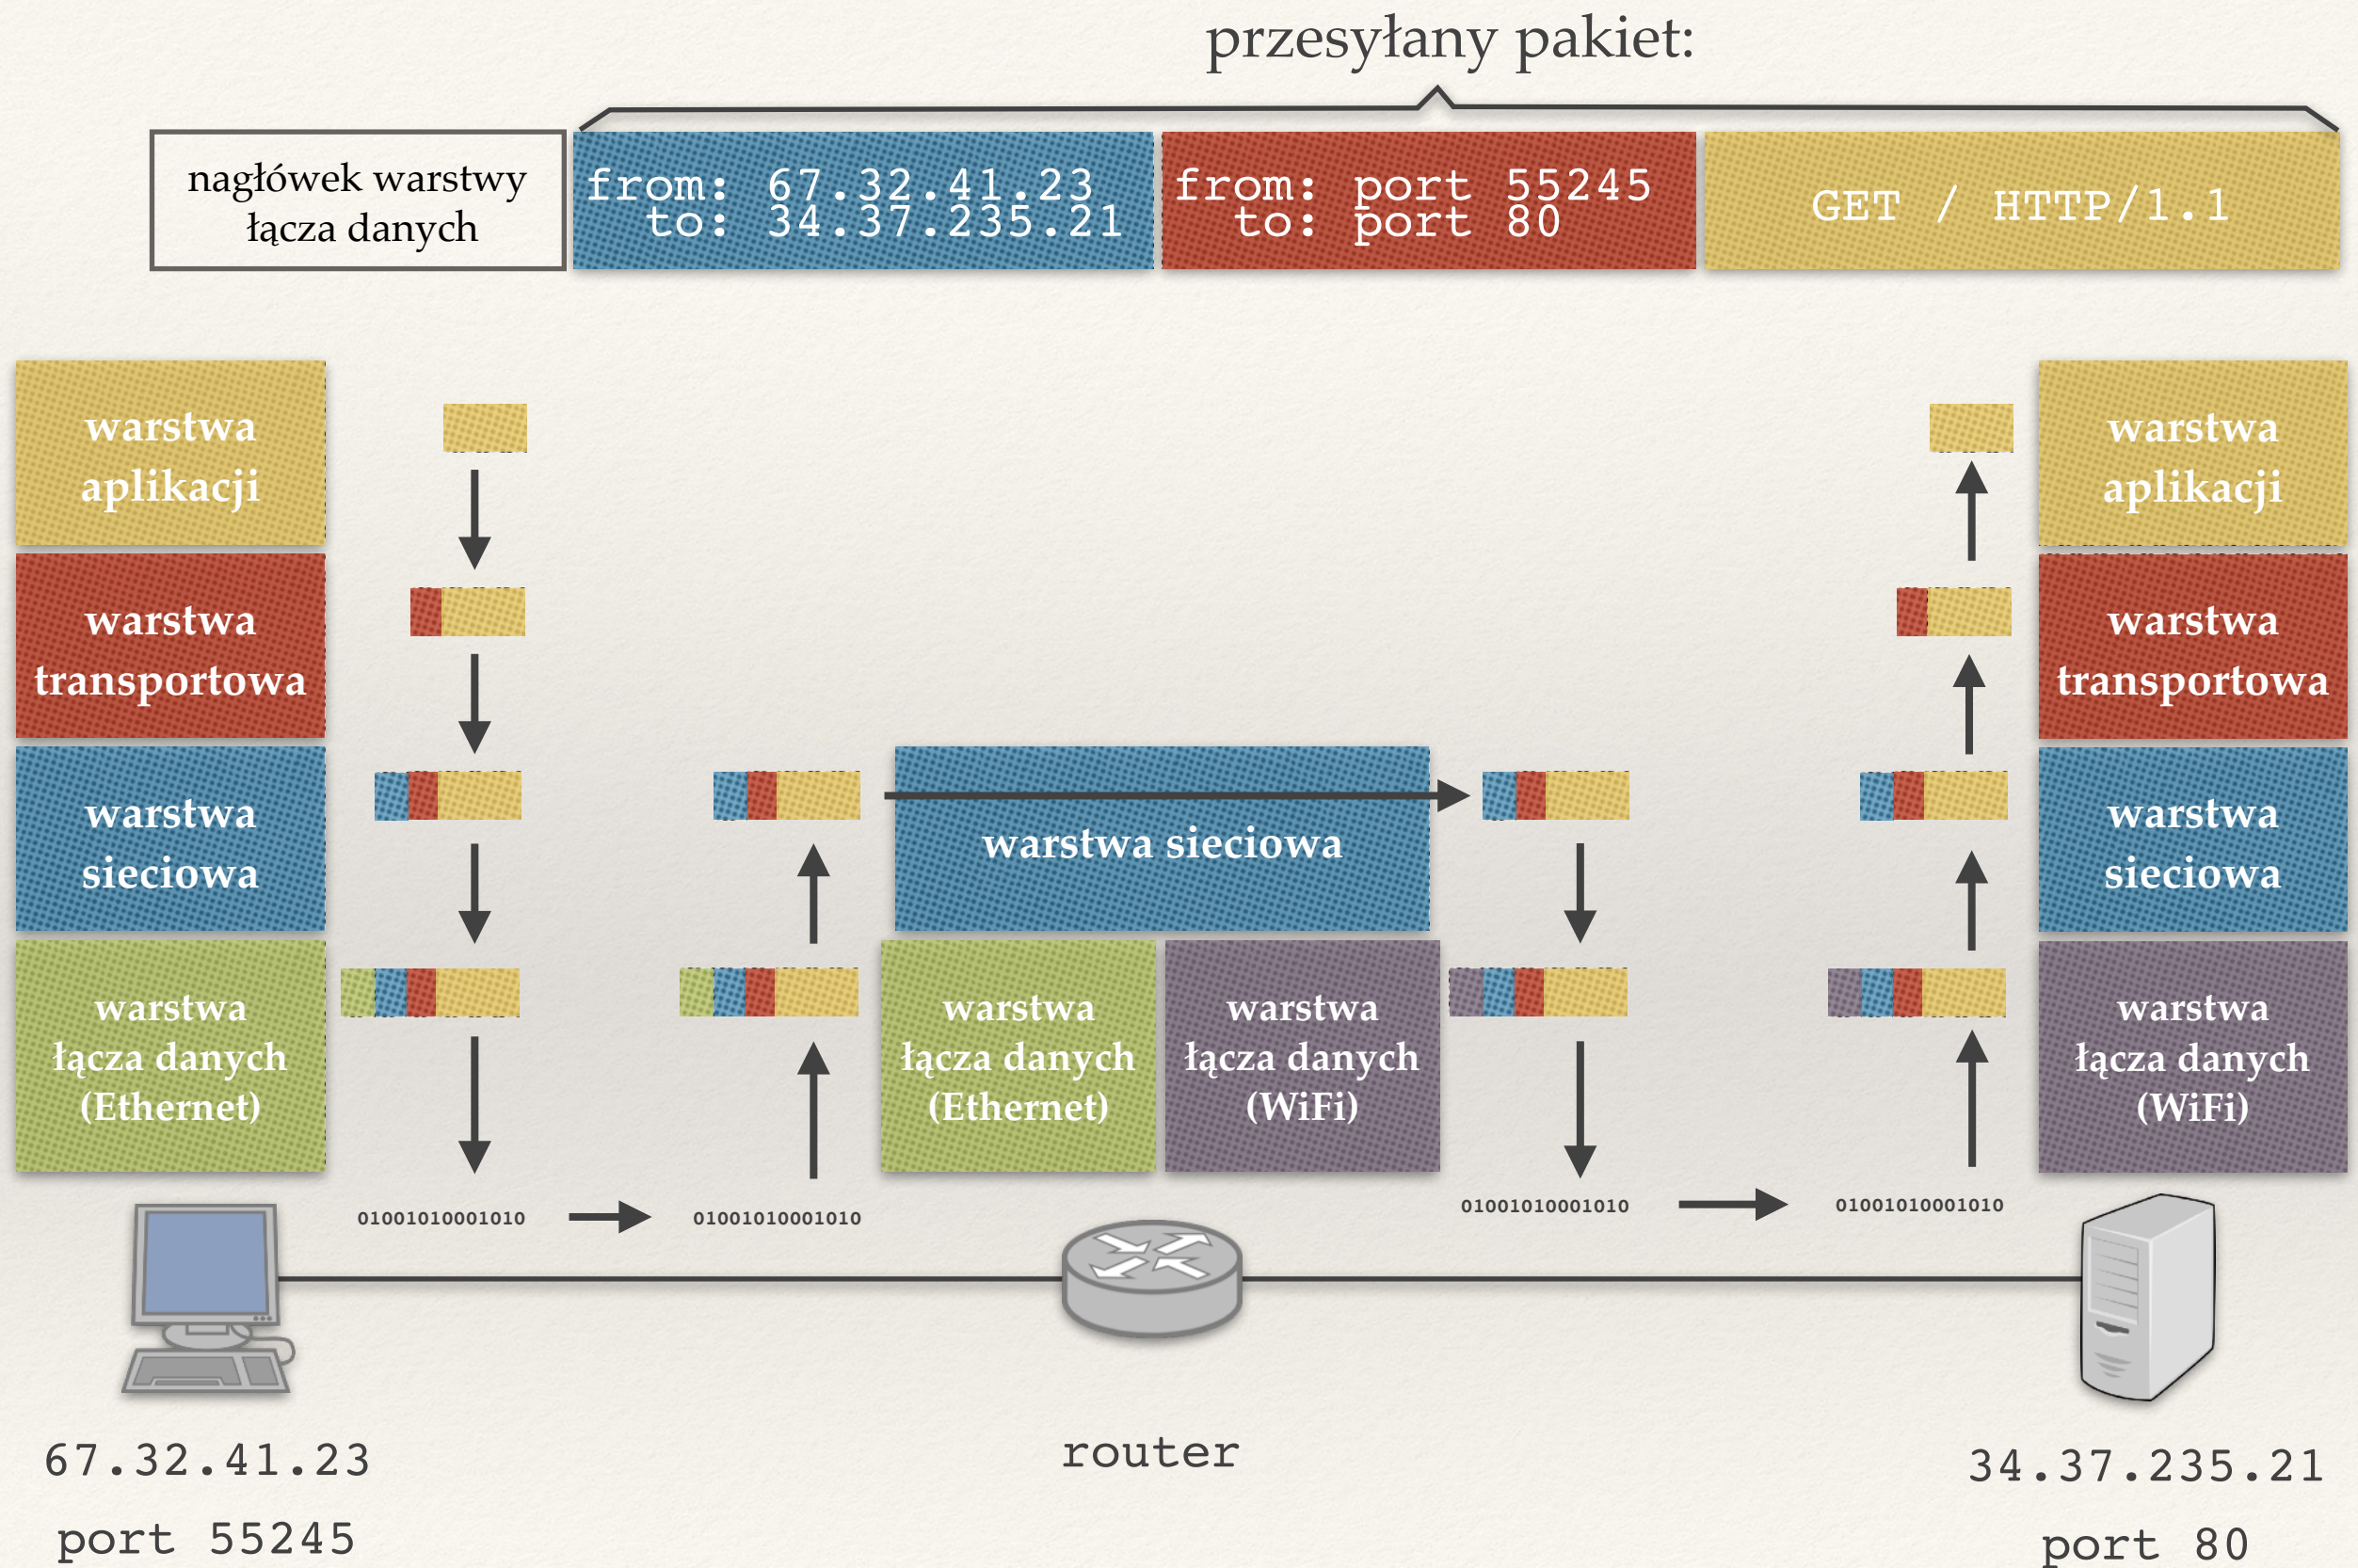 przesyłany pakiet:
nagłówek warstwy
łącza danych
from: 67.32.41.23
to: 34.37.235.21
from: port 55245
to: port 80
GET / HTTP/1.1
warstwa
aplikacji
warstwa
transportowa
warstwa
sieciowa
warstwa
łącza danych
(Ethernet)
warstwa sieciowa
warstwa
łącza danych
(Ethernet)
warstwa
łącza danych
(WiFi)
warstwa
aplikacji
warstwa
transportowa
warstwa
sieciowa
warstwa
łącza danych
(WiFi)
01001010001010
01001010001010
01001010001010
01001010001010
67.32.41.23
port 55245
router
34.37.235.21
port 80